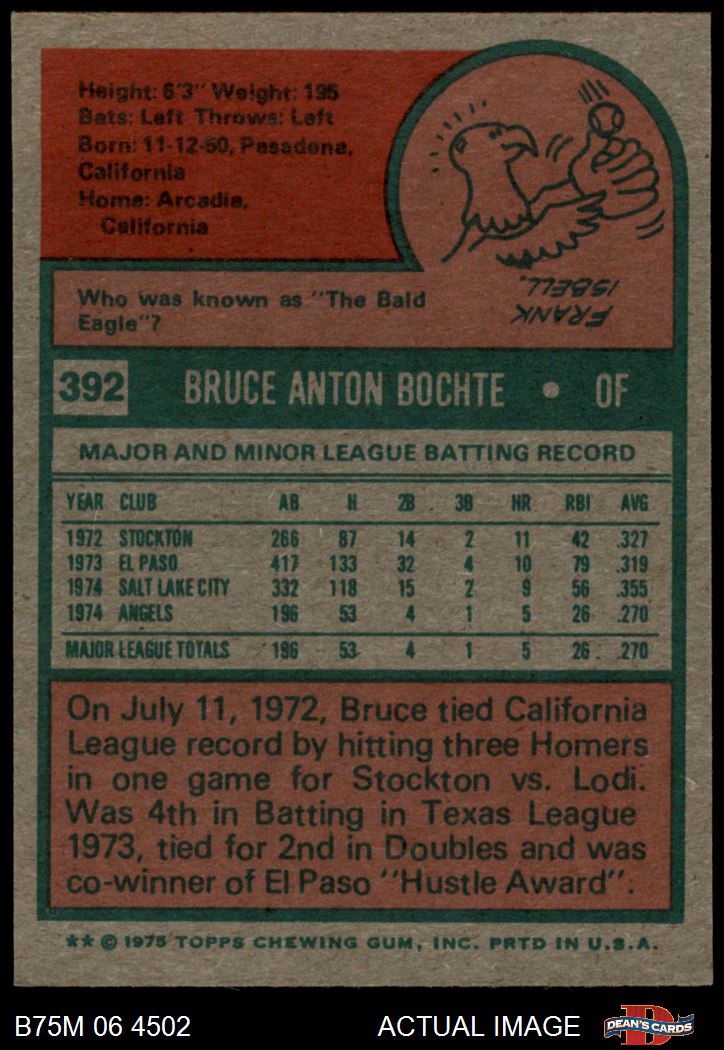 Height: 6'3" Weight: 195
Bats: Left Throws: Left
Born: 11-12-50, Pasadena,
California
Home: Arcadia,
California
Who was known as "The Bald
Eagle"?
FRANK
ISBELL.
392 BRUCE ANTON BOCHTE • OF
MAJOR AND MINOR LEAGUE BATTING RECORD
YEAR CLUB AB H 2B 3B HR RBI AVG
1972 STOCKTON 266 87 14 2 11 42 .327
1973 EL PASO 417 133 32 4 10 79 .319
1974 SALT LAKE CITY 332 118 15 2 9 56 .355
1974 ANGELS 196 53 4 1 5 26 .270
MAJOR LEAGUE TOTALS 196 53 4 1 5 26 .270
On July 11, 1972, Bruce tied California
League record by hitting three Homers
in one game for Stockton vs. Lodi.
Was 4th in Batting in Texas League
1973, tied for 2nd in Doubles and was
co-winner of El Paso "Hustle Award".
** © 1975 TOPPS CHEWING GUM, INC. PRTD IN U.S.A.
B75M 06 4502 ACTUAL IMAGE D DEAN'S CARDS